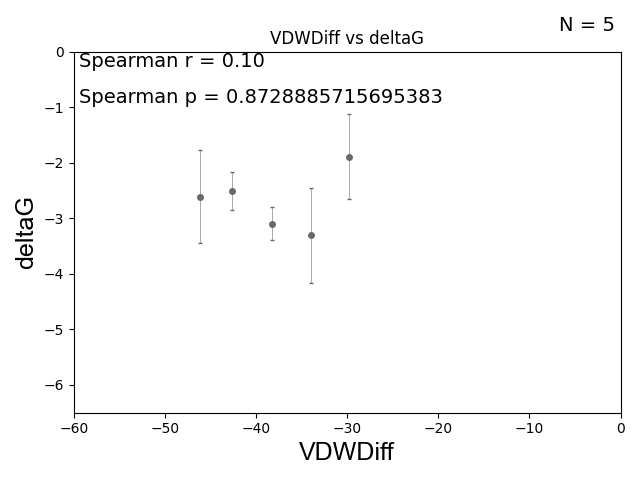 N = 5
VDWDiff vs deltaG
Spearman r = 0.10
Spearman p = 0.8728885715695383
deltaG
0
−1
−2
−3
−4
−5
−6
−60 −50 −40 −30 −20 −10 0
VDWDiff